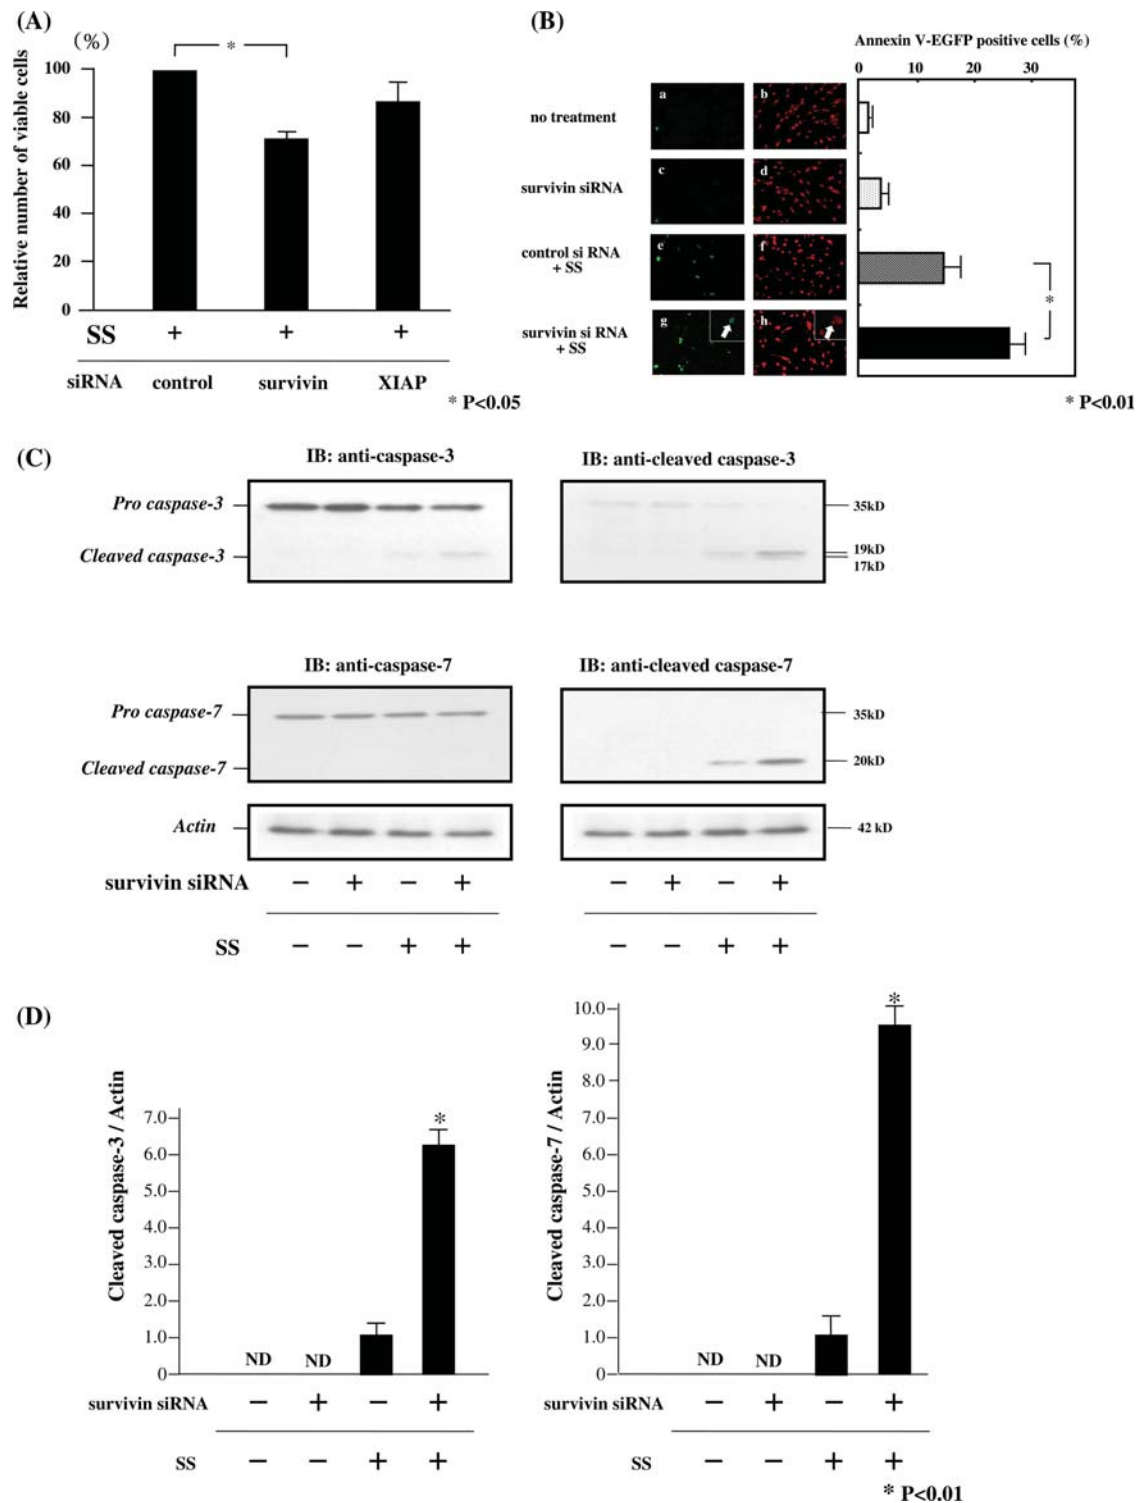 (A)
(%)
*
Relative number of viable cells
100
80
60
40
20
0
SS + + +
siRNA control survivin XIAP
* P<0.05
(B)
Annexin V-EGFP positive cells (%)
0 10 20 30
no treatment
a b
survivin siRNA
c d
control si RNA
+ SS
e f
survivin si RNA
+ SS
g h
*
* P<0.01
(C)
IB: anti-caspase-3
IB: anti-cleaved caspase-3
Pro caspase-3
Cleaved caspase-3
35kD
19kD
17kD
IB: anti-caspase-7
IB: anti-cleaved caspase-7
Pro caspase-7
Cleaved caspase-7
35kD
20kD
Actin
42 kD
survivin siRNA − + − + − + − +
SS − − + + − − + +
(D)
Cleaved caspase-3 / Actin
7.0
6.0
5.0
4.0
3.0
2.0
1.0
0
ND ND
*
survivin siRNA − + − +
SS − − + +
Cleaved caspase-7 / Actin
10.0
9.0
8.0
7.0
6.0
5.0
4.0
3.0
2.0
1.0
0
ND ND
*
survivin siRNA − + − +
SS − − + +
* P<0.01